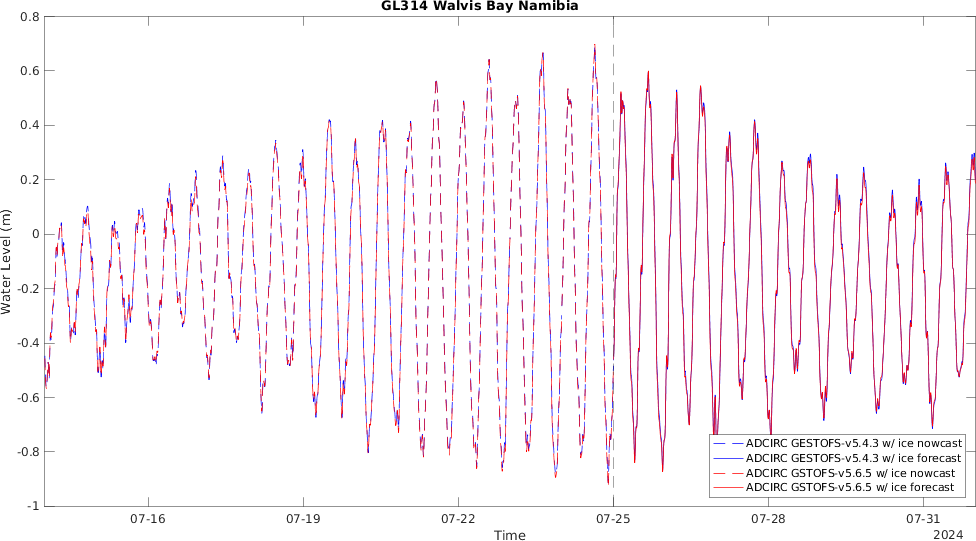 GL314 Walvis Bay Namibia
0.8
0.6
0.4
0.2
0
-0.2
-0.4
-0.6
-0.8
-1
Water Level (m)
07-16
07-19
07-22
07-25
07-28
07-31
2024
Time
ADCIRC GESTOFS-v5.4.3 w/ ice nowcast
ADCIRC GESTOFS-v5.4.3 w/ ice forecast
ADCIRC GSTOFS-v5.6.5 w/ ice nowcast
ADCIRC GSTOFS-v5.6.5 w/ ice forecast